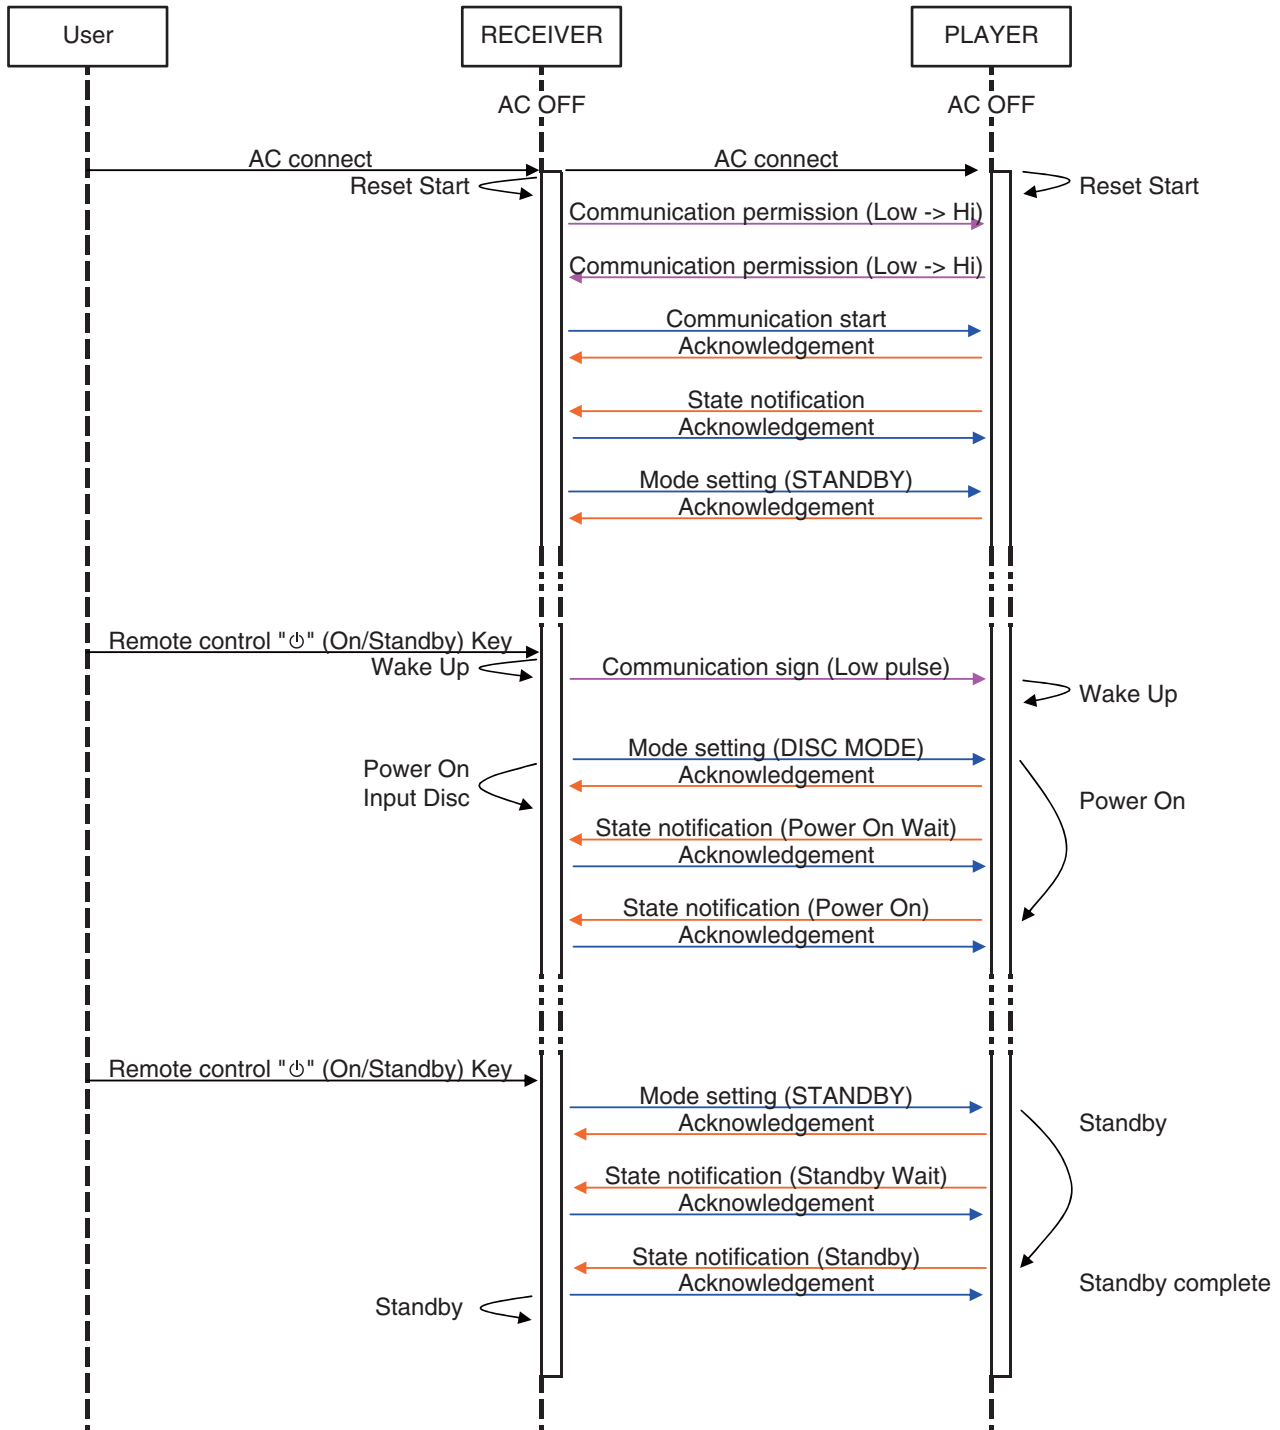 User
RECEIVER
PLAYER
AC OFF
AC OFF
AC connect
AC connect
Reset Start
Reset Start
Communication permission (Low -> Hi)
Communication permission (Low -> Hi)
Communication start
Acknowledgement
State notification
Acknowledgement
Mode setting (STANDBY)
Acknowledgement
Remote control "⏻" (On/Standby) Key
Wake Up
Communication sign (Low pulse)
Wake Up
Mode setting (DISC MODE)
Power On
Input Disc
Acknowledgement
Power On
State notification (Power On Wait)
Acknowledgement
State notification (Power On)
Acknowledgement
Remote control "⏻" (On/Standby) Key
Mode setting (STANDBY)
Acknowledgement
Standby
State notification (Standby Wait)
Acknowledgement
State notification (Standby)
Acknowledgement
Standby complete
Standby